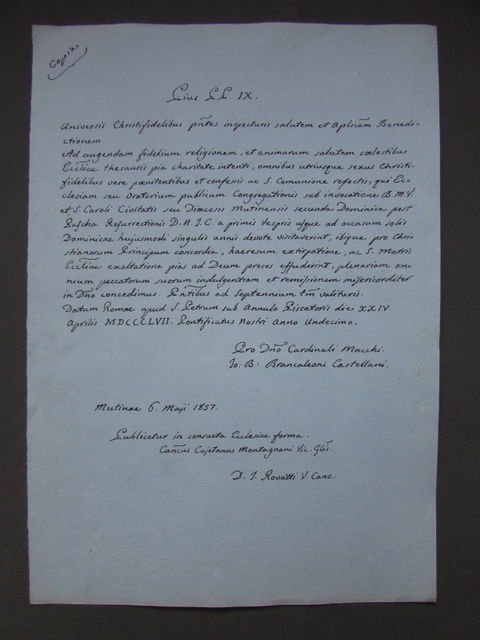 Copia
Pius PP. IX.
Universis Christifidelibus pñtes inspecturis salutem et Aplicam Benedi-
ctionem.
Ad augendam fidelium religionem, et animarum salutem coelestibus
Eccliae thesauris pia charitate intenti, omnibus utriusque sexus Christi-
fidelibus vere poenitentibus et confessis ac S. Comunione refectis, qui Ec-
clesiam seu Oratorium publicum Congregationis sub invocatione B.M.V.
et S. Caroli Civitatis seu Dioecesis Mutinensis secunda Dominica post
Pascha Resurrectionis D.N.J.C. a primis Vespris usque ad occasum solis
Dominicae hujusmodi singulis annis devote visitaverint, ibique pro Chri-
stianorum Principum concordia, haeresum extirpatione, ac S. Matris
Eccliae exaltatione pias ad Deum preces effuderint, plenariam om-
nium peccatorum suorum indulgentiam et remissionem misericorditer
in Dño concedimus. Pñtibus ad Septennium tm̃ valituris.
Datum Romae apud S. Petrum sub Annulo Piscatoris die XXIV.
Aprilis MDCCCLVII. Pontificatus Nostri Anno Undecimo.
Pro Dño Cardinali Macchi.
Jo. B: Brancaleoni Castellani.
Mutinae 6. Maji 1857.
Publicetur in consueta Ecclesiae forma.
Cancus Cajetanus Montagnani Vic. Glis.
D. J. Rovatti V. Canc.